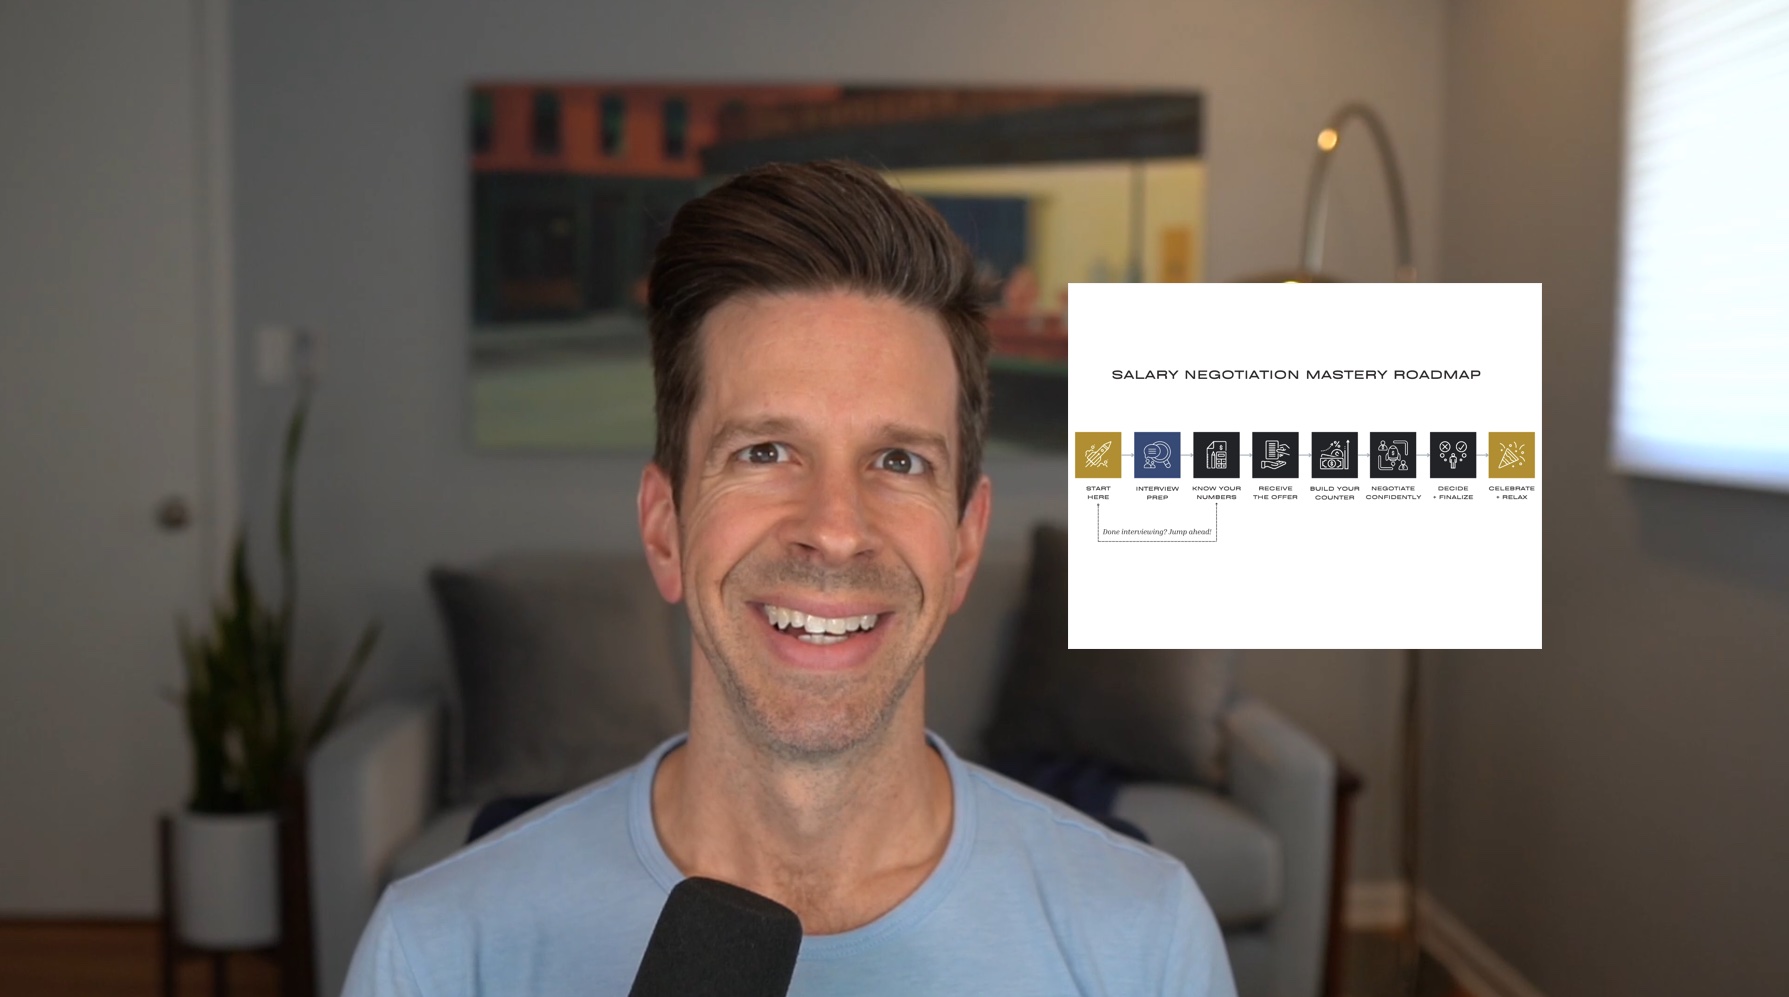 SALARY NEGOTIATION MASTERY ROADMAP
START
HERE
INTERVIEW
PREP
KNOW YOUR
NUMBERS
RECEIVE
THE OFFER
BUILD YOUR
COUNTER
NEGOTIATE
CONFIDENTLY
DECIDE
+ FINALIZE
CELEBRATE
+ RELAX
Done interviewing? Jump ahead!